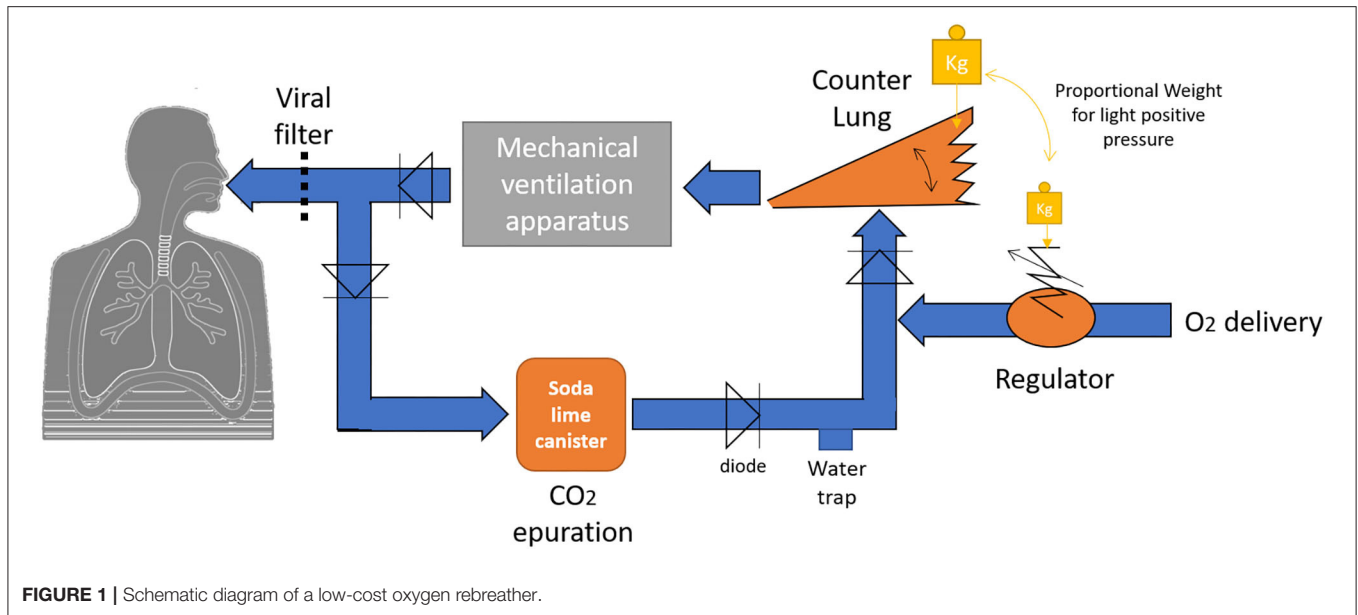 Viral
filter
Mechanical
ventilation
apparatus
Counter
Lung
Kg
Proportional Weight
for light positive
pressure
Kg
O2 delivery
Regulator
Soda
lime
canister
CO2
epuration
diode
Water
trap
FIGURE 1 | Schematic diagram of a low-cost oxygen rebreather.